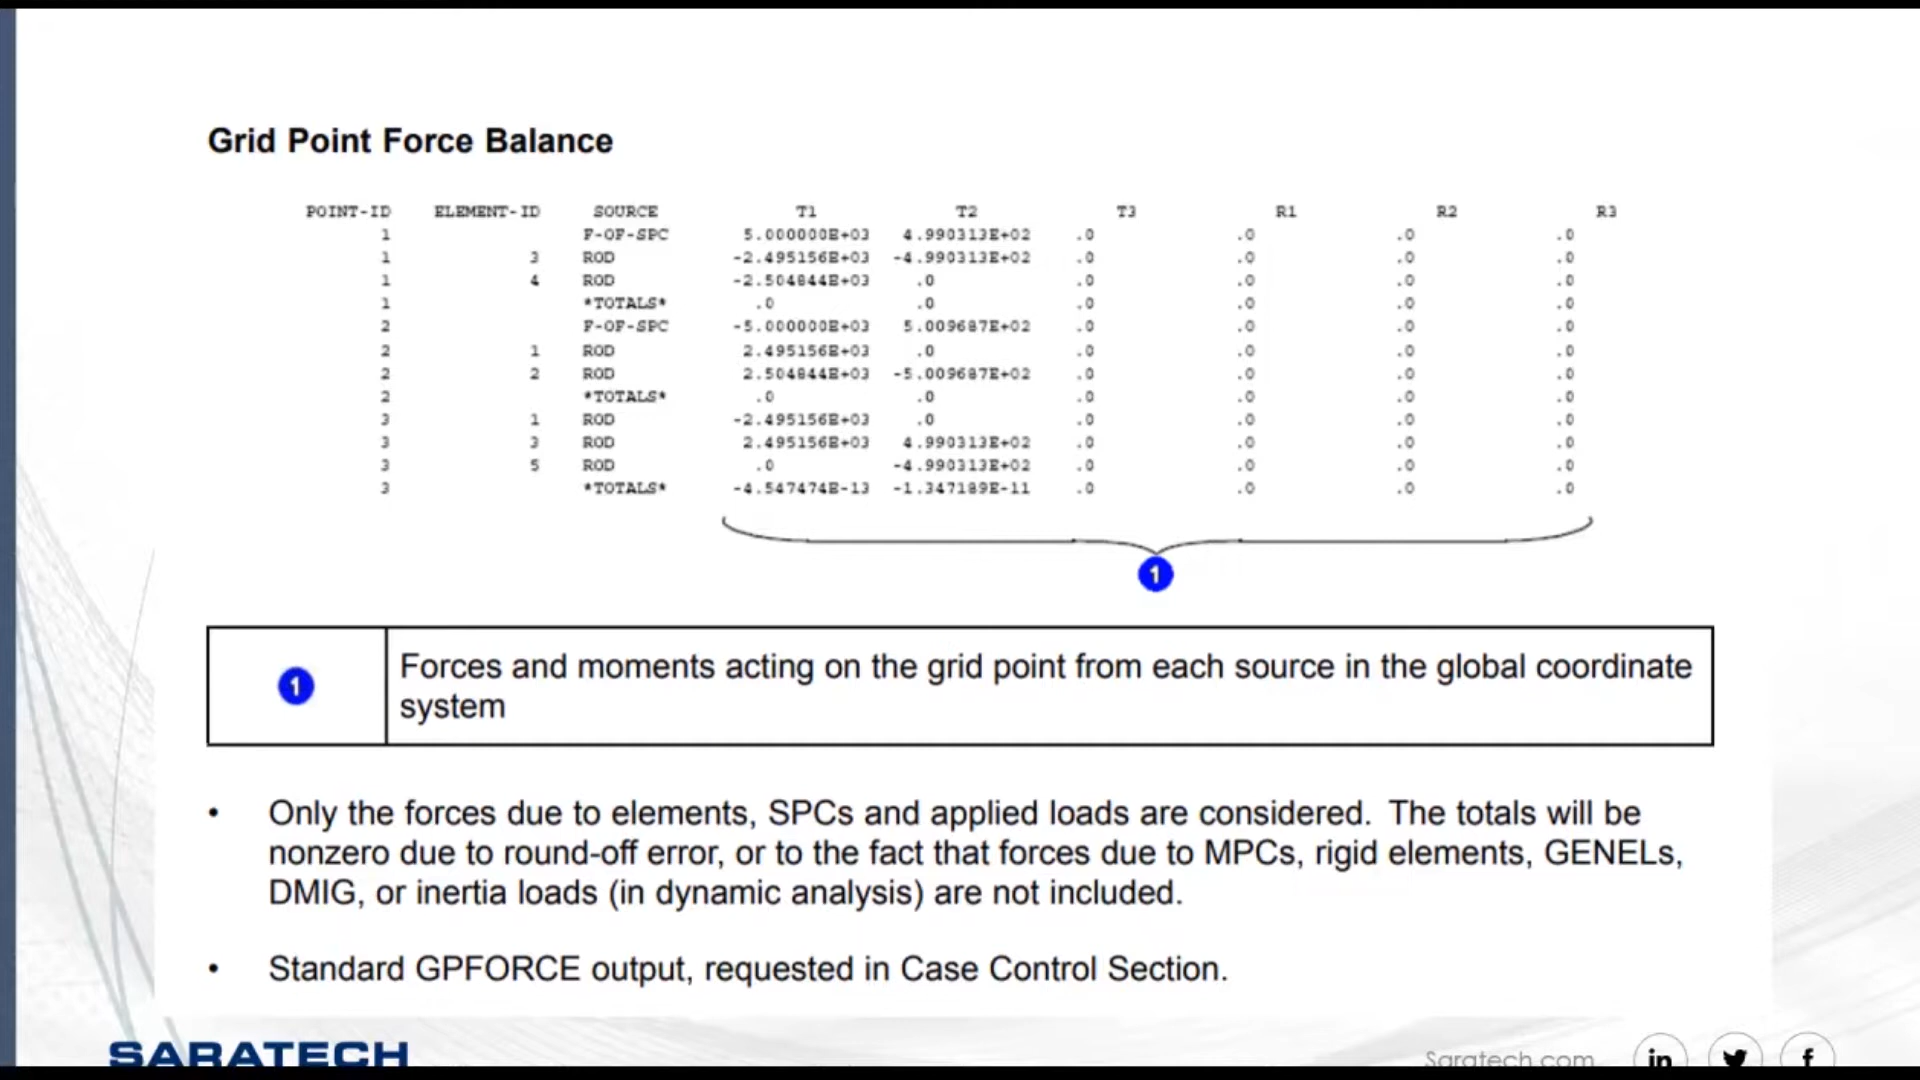 Grid Point Force Balance
POINT-ID ELEMENT-ID SOURCE T1 T2 T3 R1 R2 R3
1 F-OF-SPC 5.000000E+03 4.990313E+02 .0 .0 .0 .0
1 3 ROD -2.495156E+03 -4.990313E+02 .0 .0 .0 .0
1 4 ROD -2.504844E+03 .0 .0 .0 .0 .0
1 *TOTALS* .0 .0 .0 .0 .0 .0
2 F-OF-SPC -5.000000E+03 5.009687E+02 .0 .0 .0 .0
2 1 ROD 2.495156E+03 .0 .0 .0 .0 .0
2 2 ROD 2.504844E+03 -5.009687E+02 .0 .0 .0 .0
2 *TOTALS* .0 .0 .0 .0 .0 .0
3 1 ROD -2.495156E+03 .0 .0 .0 .0 .0
3 3 ROD 2.495156E+03 4.990313E+02 .0 .0 .0 .0
3 5 ROD .0 -4.990313E+02 .0 .0 .0 .0
3 *TOTALS* -4.547474E-13 -1.347189E-11 .0 .0 .0 .0
1
1 Forces and moments acting on the grid point from each source in the global coordinate
system
• Only the forces due to elements, SPCs and applied loads are considered. The totals will be
nonzero due to round-off error, or to the fact that forces due to MPCs, rigid elements, GENELs,
DMIG, or inertia loads (in dynamic analysis) are not included.
• Standard GPFORCE output, requested in Case Control Section.
SARATECH Saratech.com in f